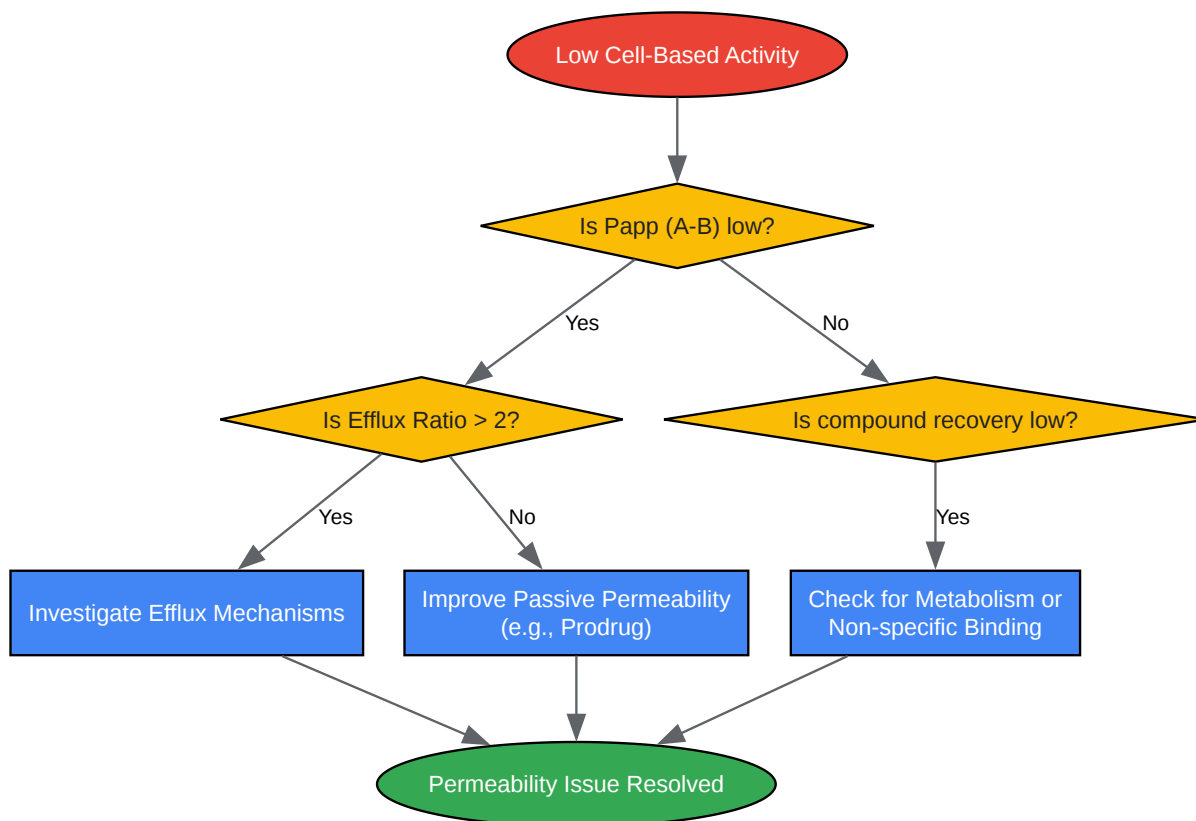 Low Cell-Based Activity
Is Papp (A-B) low?
Yes
No
Is Efflux Ratio > 2?
Is compound recovery low?
Yes
No
Yes
Investigate Efflux Mechanisms
Improve Passive Permeability
(e.g., Prodrug)
Check for Metabolism or
Non-specific Binding
Permeability Issue Resolved